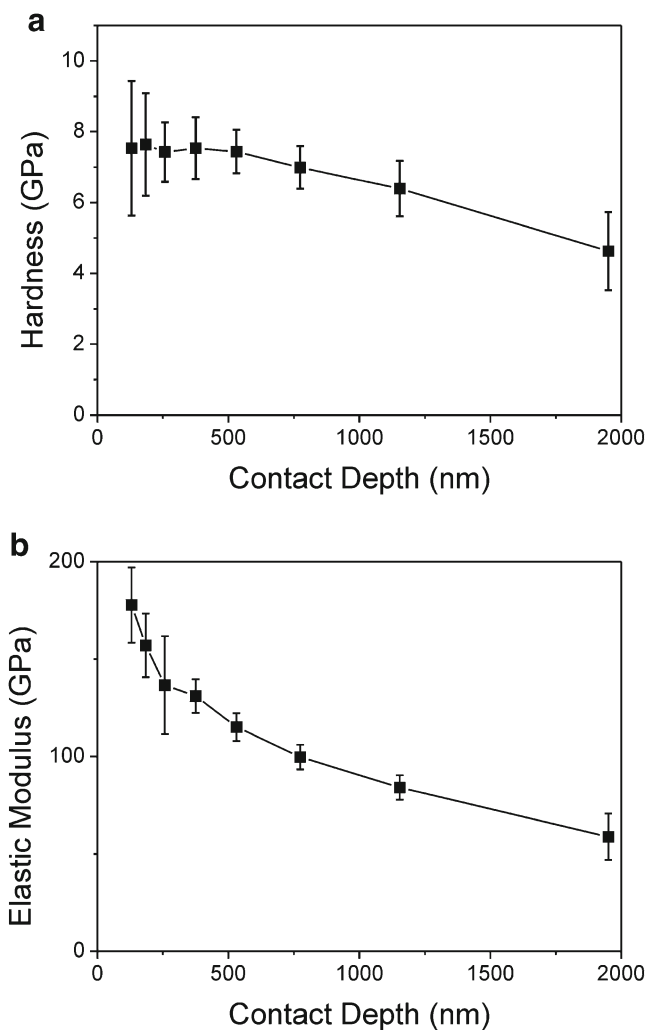 a
10
8
6
4
2
0
Hardness (GPa)
0 500 1000 1500 2000
Contact Depth (nm)
b
200
100
0
Elastic Modulus (GPa)
0 500 1000 1500 2000
Contact Depth (nm)